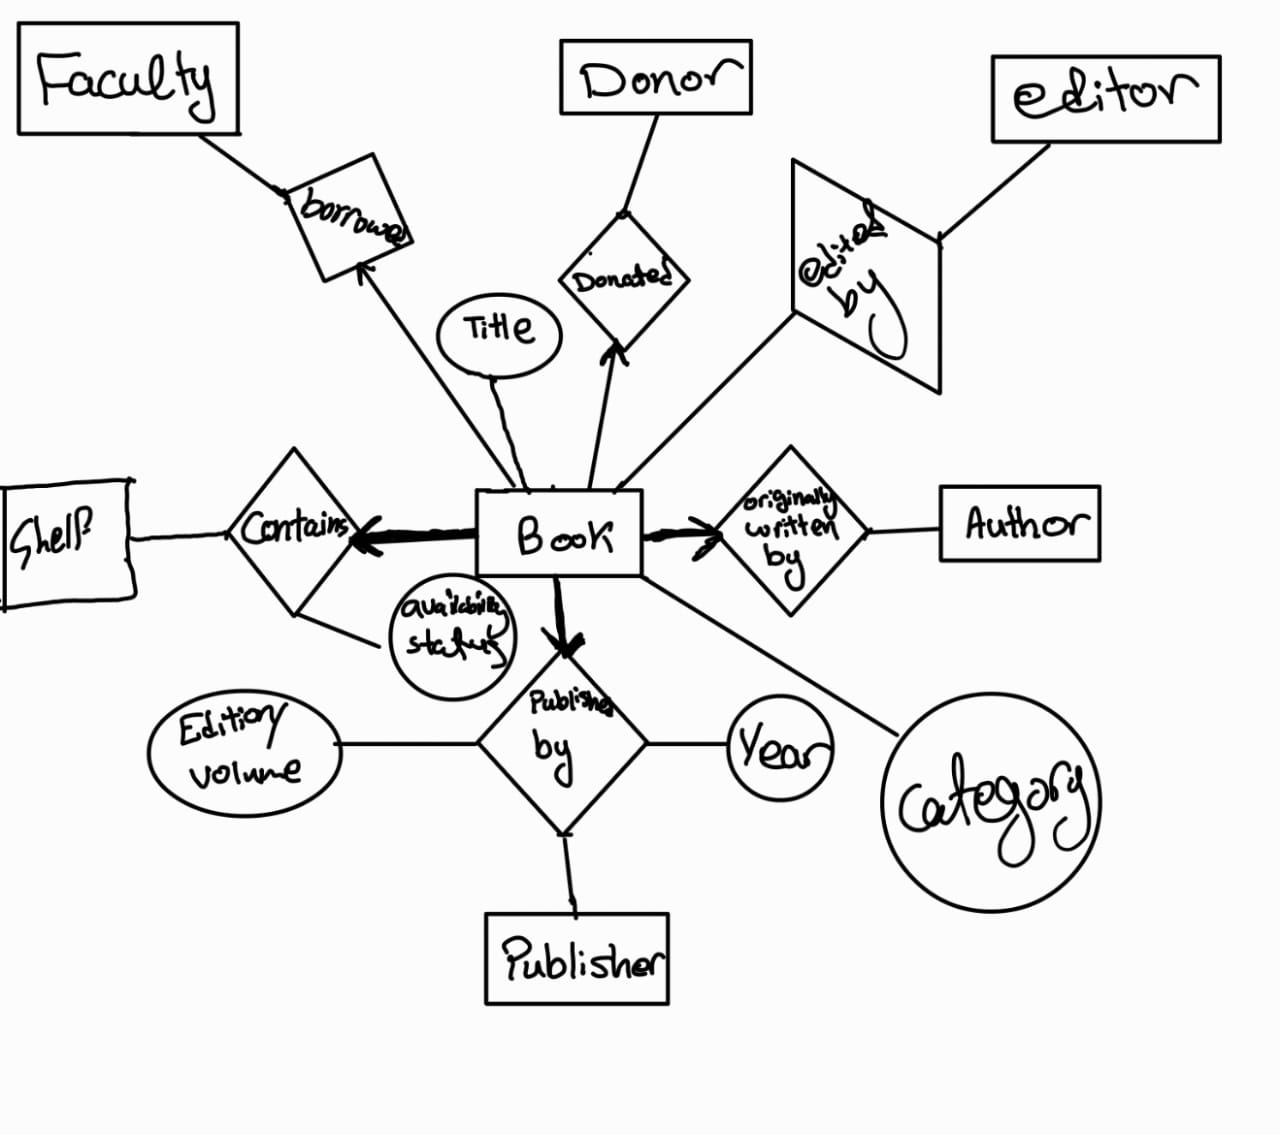 Faculty
Donor
editor
borrowed
Donated
edited
by
Title
Shelf
Contains
Book
originally
written
by
Author
availability
status
Edition/
volume
Published
by
Year
Category
Publisher